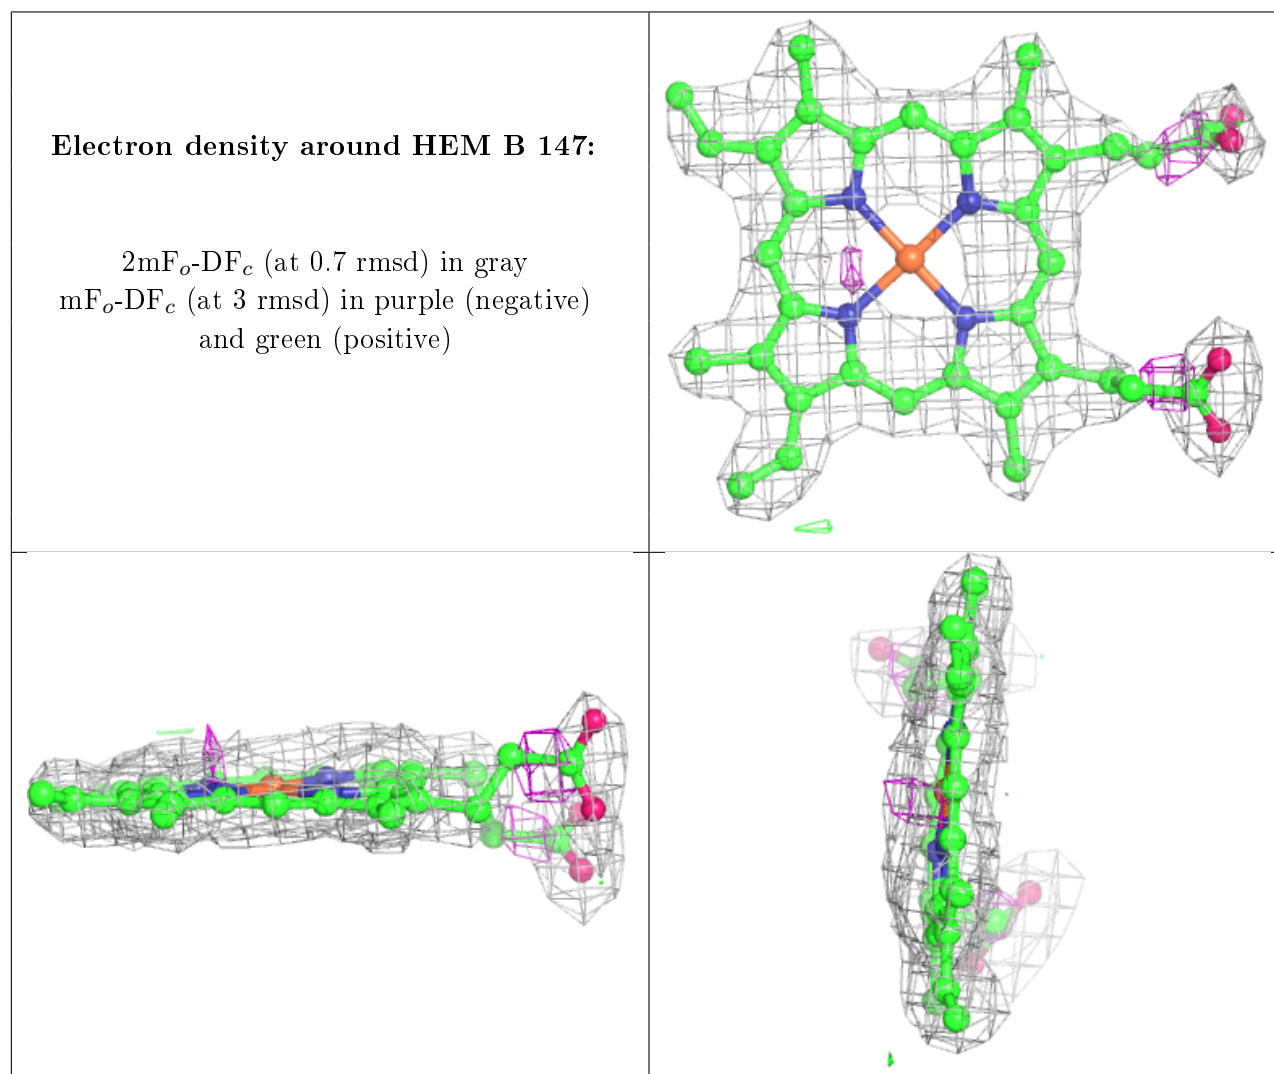 Electron density around HEM B 147:
2mFo-DFc (at 0.7 rmsd) in gray
mFo-DFc (at 3 rmsd) in purple (negative)
and green (positive)